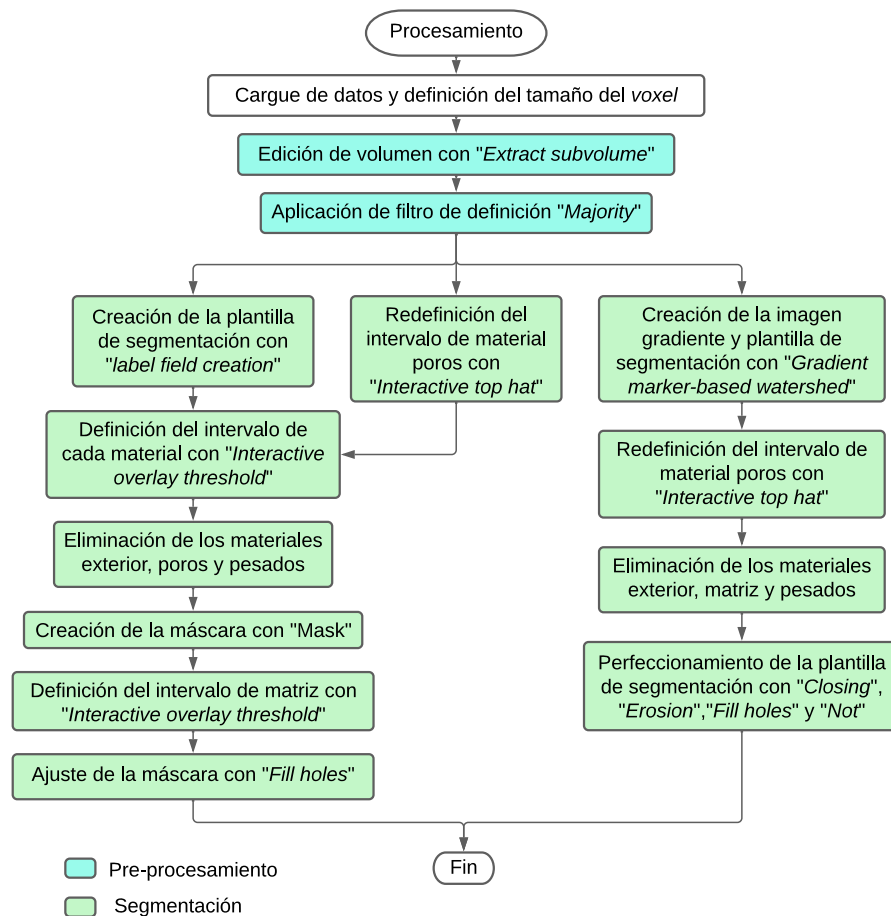 Procesamiento
Cargue de datos y definición del tamaño del voxel
Edición de volumen con "Extract subvolume"
Aplicación de filtro de definición "Majority"
Creación de la plantilla
de segmentación con
"label field creation"
Redefinición del
intervalo de material
poros con
"Interactive top hat"
Creación de la imagen
gradiente y plantilla de
segmentación con "Gradient
marker-based watershed"
Definición del intervalo de
cada material con "Interactive
overlay threshold"
Redefinición del intervalo de
material poros con
"Interactive top hat"
Eliminación de los materiales
exterior, poros y pesados
Eliminación de los materiales
exterior, matriz y pesados
Creación de la máscara con "Mask"
Perfeccionamiento de la plantilla
de segmentación con "Closing",
"Erosion","Fill holes" y "Not"
Definición del intervalo de matriz con
"Interactive overlay threshold"
Ajuste de la máscara con "Fill holes"
Fin
Pre-procesamiento
Segmentación